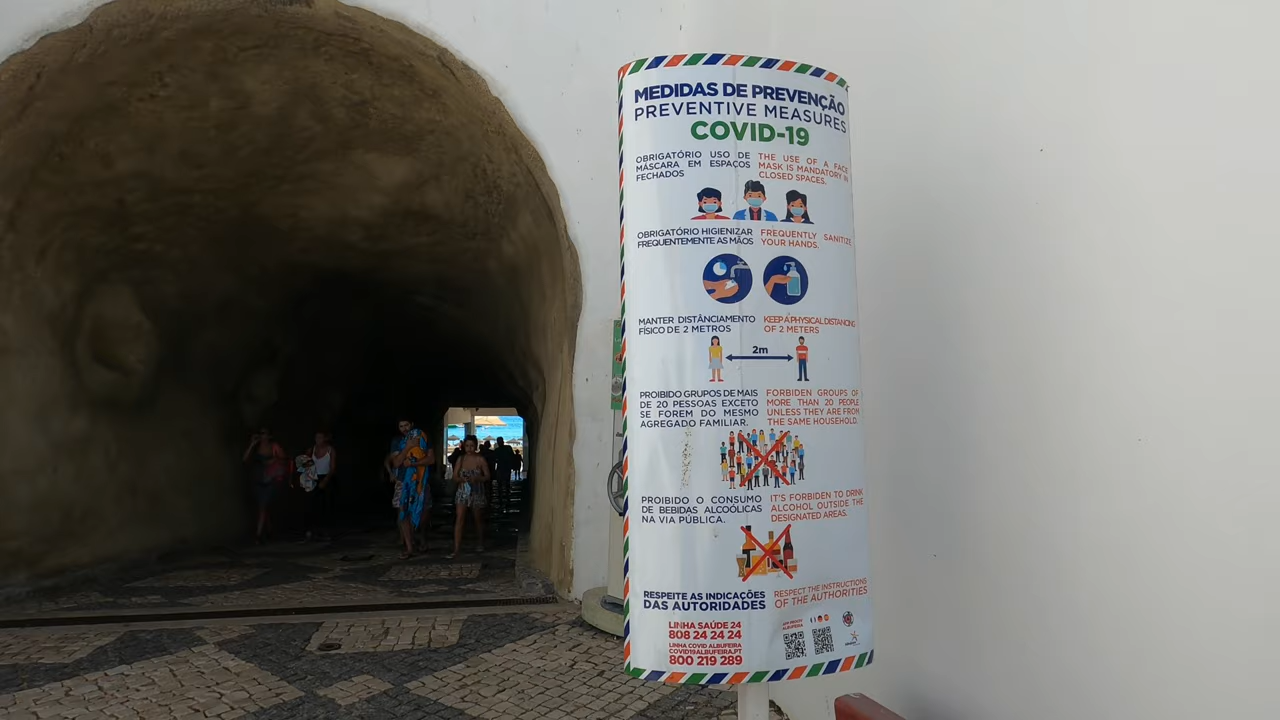 MEDIDAS DE PREVENÇÃO
PREVENTIVE MEASURES
COVID-19
OBRIGATÓRIO USO DE
MÁSCARA EM ESPAÇOS
FECHADOS
THE USE OF A FACE
MASK IS MANDATORY IN
CLOSED SPACES.
OBRIGATÓRIO HIGIENIZAR
FREQUENTEMENTE AS MÃOS
FREQUENTLY SANITIZE
YOUR HANDS.
MANTER DISTÂNCIAMENTO
FÍSICO DE 2 METROS
KEEP A PHYSICAL DISTANCING
OF 2 METERS
2m
PROIBIDO GRUPOS DE MAIS
DE 20 PESSOAS EXCETO
SE FOREM DO MESMO
AGREGADO FAMILIAR.
FORBIDEN GROUPS OF
MORE THAN 20 PEOPLE
UNLESS THEY ARE FROM
THE SAME HOUSEHOLD.
PROIBIDO O CONSUMO
DE BEBIDAS ALCOÓLICAS
NA VIA PÚBLICA.
IT'S FORBIDEN TO DRINK
ALCOHOL OUTSIDE THE
DESIGNATED AREAS.
RESPEITE AS INDICAÇÕES
DAS AUTORIDADES
RESPECT THE INSTRUCTIONS
OF THE AUTHORITIES
LINHA SAÚDE 24
808 24 24 24
LINHA COVID ALBUFEIRA
COVID19ALBUFEIRA.PT
800 219 289